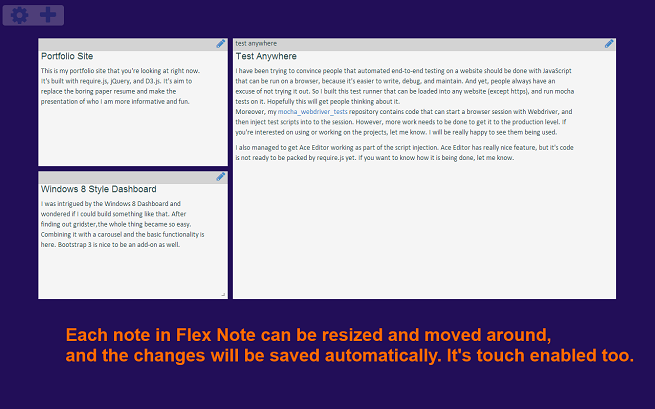 Portfolio Site
This is my portfolio site that you're looking at right now.
It's built with require.js, jQuery, and D3.js. It's aim to
replace the boring paper resume and make the
presentation of who I am more informative and fun.
Windows 8 Style Dashboard
I was intrigued by the Windows 8 Dashboard and
wondered if I could build something like that. After
finding out gridster,the whole thing became so easy.
Combining it with a carousel and the basic functionality is
here. Bootstrap 3 is nice to be an add-on as well.
test anywhere
Test Anywhere
I have been trying to convince people that automated end-to-end testing on a website should be done with JavaScript
that can be run on a browser, because it's easier to write, debug, and maintain. And yet, people always have an
excuse of not trying it out. So I built this test runner that can be loaded into any website (except https), and run mocha
tests on it. Hopefully this will get people thinking about it.
Moreover, my mocha_webdriver_tests repository contains code that can start a browser session with Webdriver, and
then inject test scripts into to the session. However, more work needs to be done to get it to the production level. If
you're interested on using or working on the projects, let me know. I will be really happy to see them being used.
I also managed to get Ace Editor working as part of the script injection. Ace Editor has really nice feature, but it's code
is not ready to be packed by require.js yet. If you want to know how it is being done, let me know.
Each note in Flex Note can be resized and moved around,
and the changes will be saved automatically. It's touch enabled too.